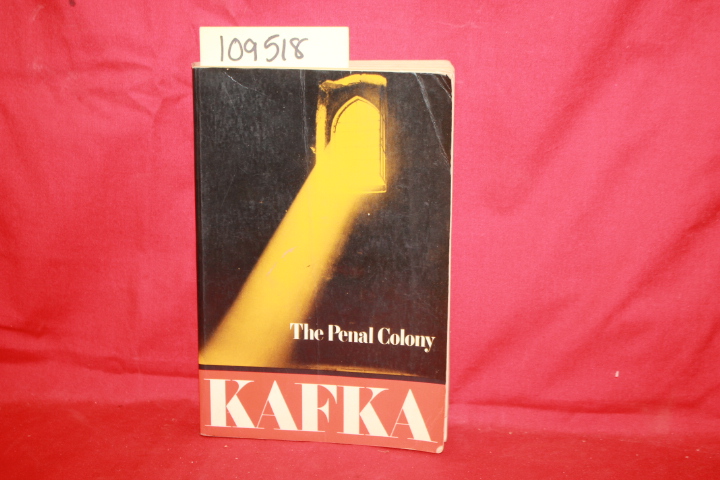 109518
The Penal Colony
KAFKA